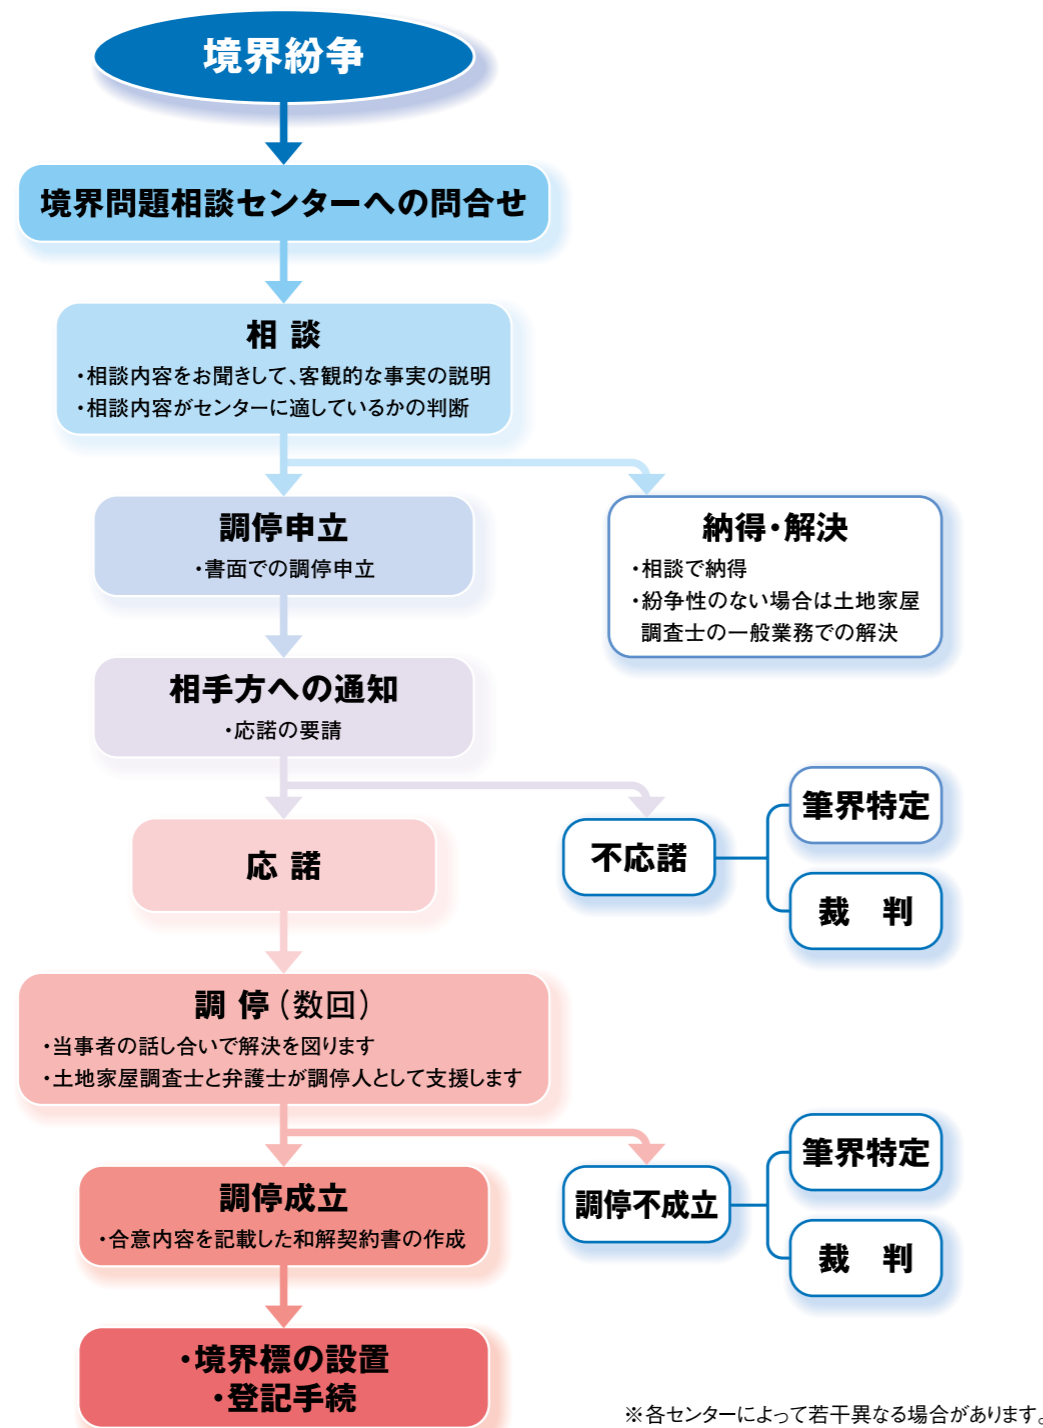 境界紛争
境界問題相談センターへの問合せ
相 談
・相談内容をお聞きして、客観的な事実の説明
・相談内容がセンターに適しているかの判断
調停申立
・書面での調停申立
納得・解決
・相談で納得
・紛争性のない場合は土地家屋
調査士の一般業務での解決
相手方への通知
・応諾の要請
応 諾
不応諾
筆界特定
裁 判
調 停（数回）
・当事者の話し合いで解決を図ります
・土地家屋調査士と弁護士が調停人として支援します
調停成立
・合意内容を記載した和解契約書の作成
調停不成立
筆界特定
裁 判
・境界標の設置
・登記手続
※各センターによって若干異なる場合があります。